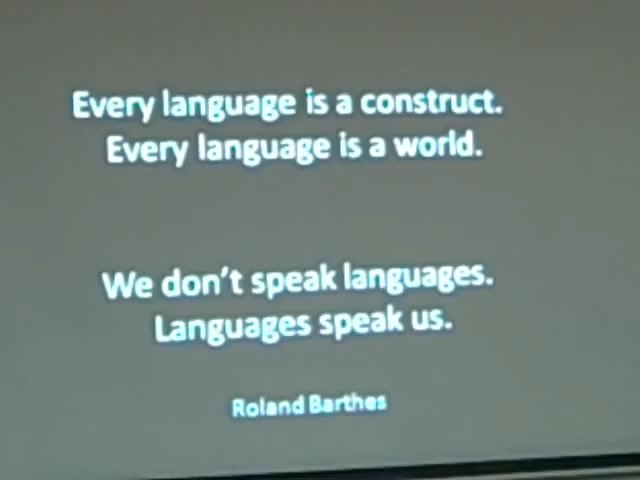 Every language is a construct.
Every language is a world.
We don't speak languages.
Languages speak us.
Roland Barthes